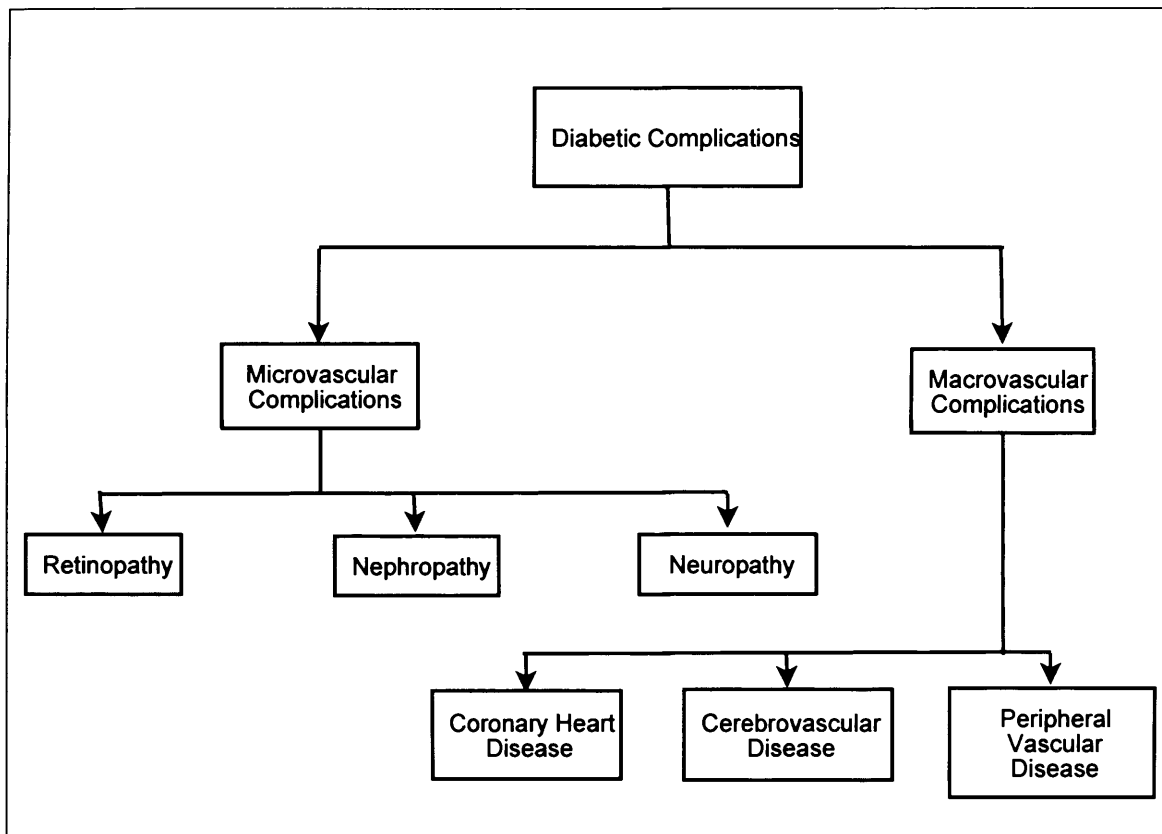 Diabetic Complications
Microvascular
Complications
Macrovascular
Complications
Retinopathy
Nephropathy
Neuropathy
Coronary Heart
Disease
Cerebrovascular
Disease
Peripheral
Vascular
Disease